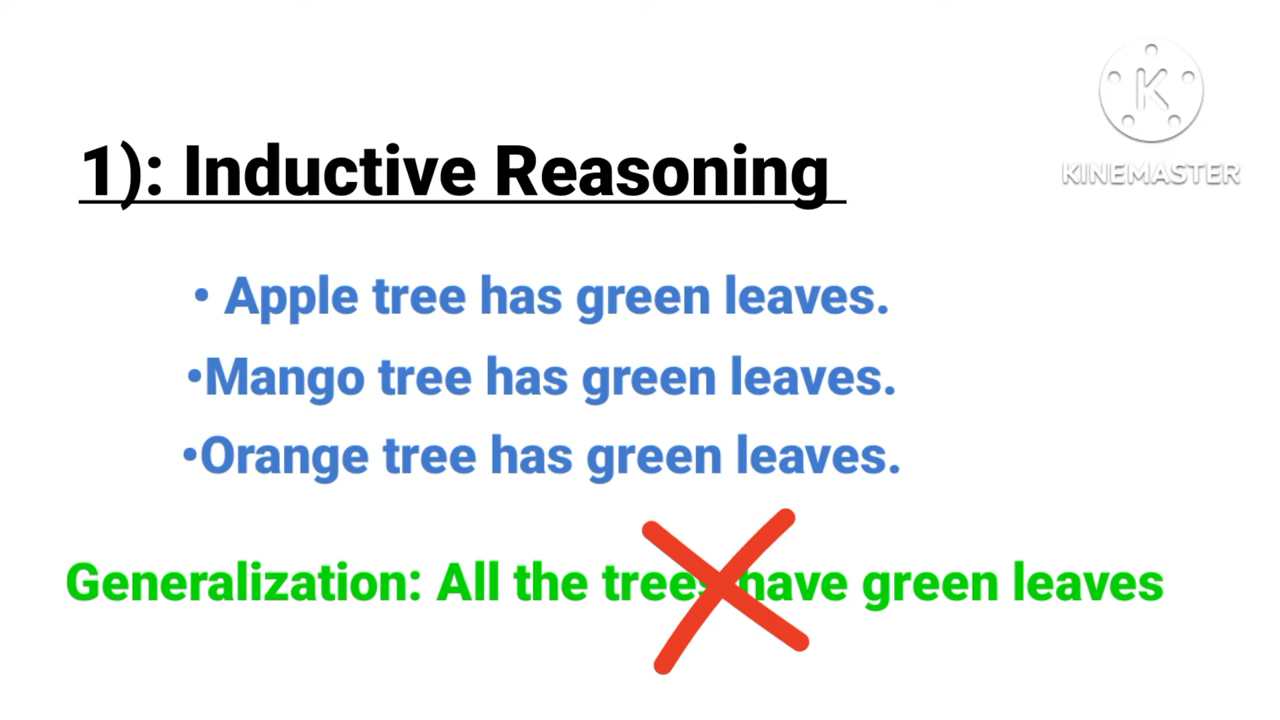 K
KINEMASTER
1): Inductive Reasoning
• Apple tree has green leaves.
•Mango tree has green leaves.
•Orange tree has green leaves.
Generalization: All the trees have green leaves